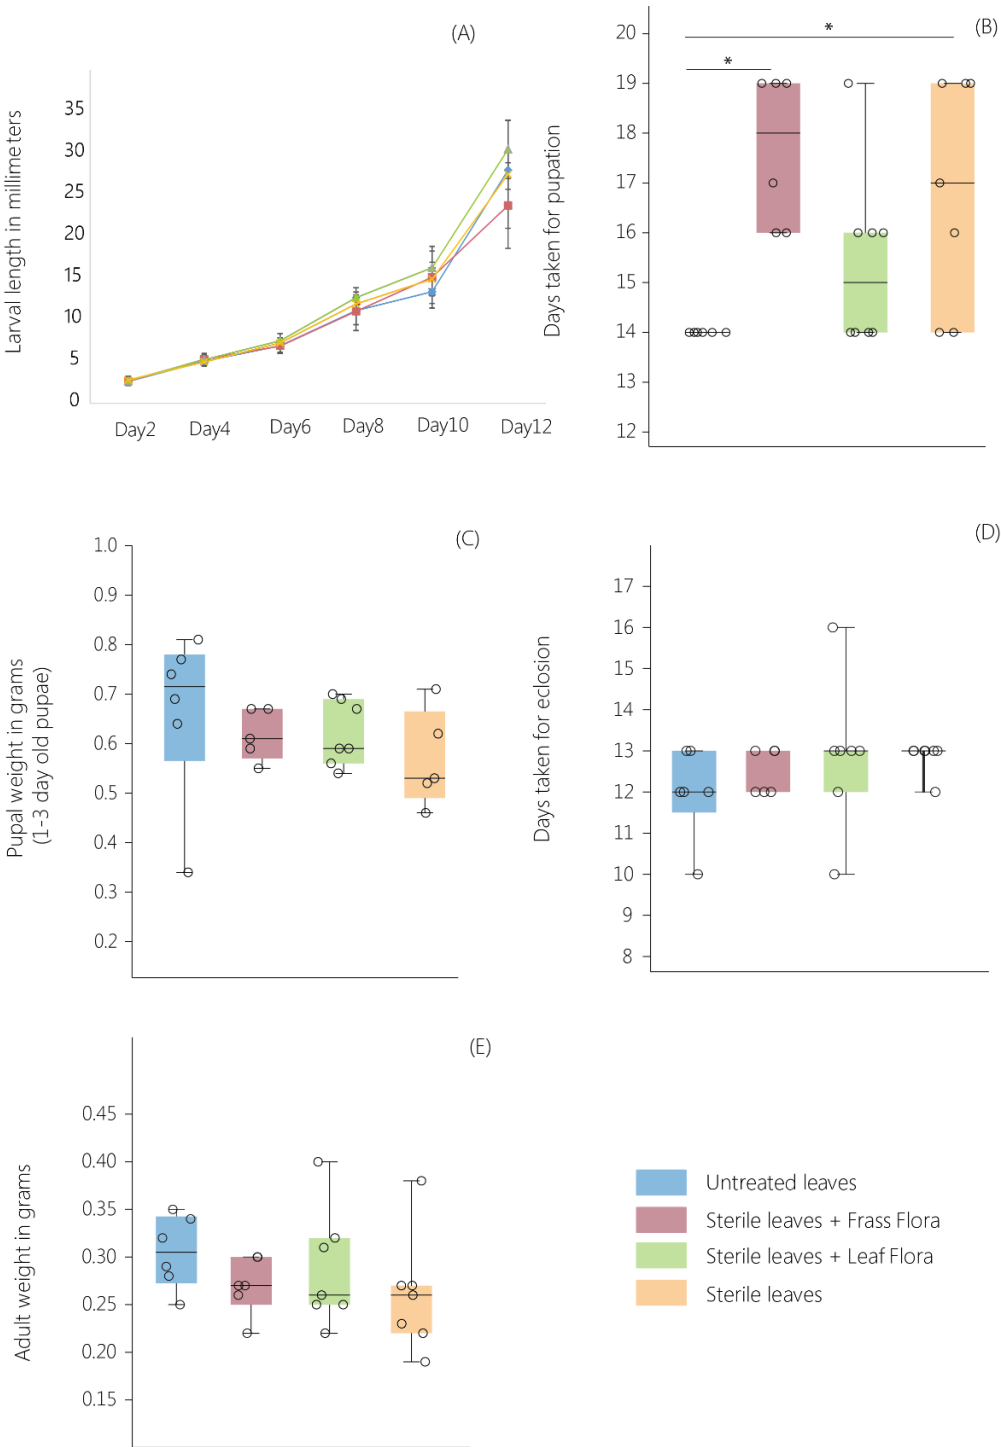 (A)
Larval length in millimeters
35
30
25
20
15
10
5
0
Day2 Day4 Day6 Day8 Day10 Day12
(B)
Days taken for pupation
20
19
18
17
16
15
14
13
12
*
*
(C)
Pupal weight in grams
(1-3 day old pupae)
1.0
0.9
0.8
0.7
0.6
0.5
0.4
0.3
0.2
(D)
Days taken for eclosion
17
16
15
13
13
12
11
10
9
8
(E)
Adult weight in grams
0.45
0.40
0.35
0.30
0.25
0.20
0.15
Untreated leaves
Sterile leaves + Frass Flora
Sterile leaves + Leaf Flora
Sterile leaves